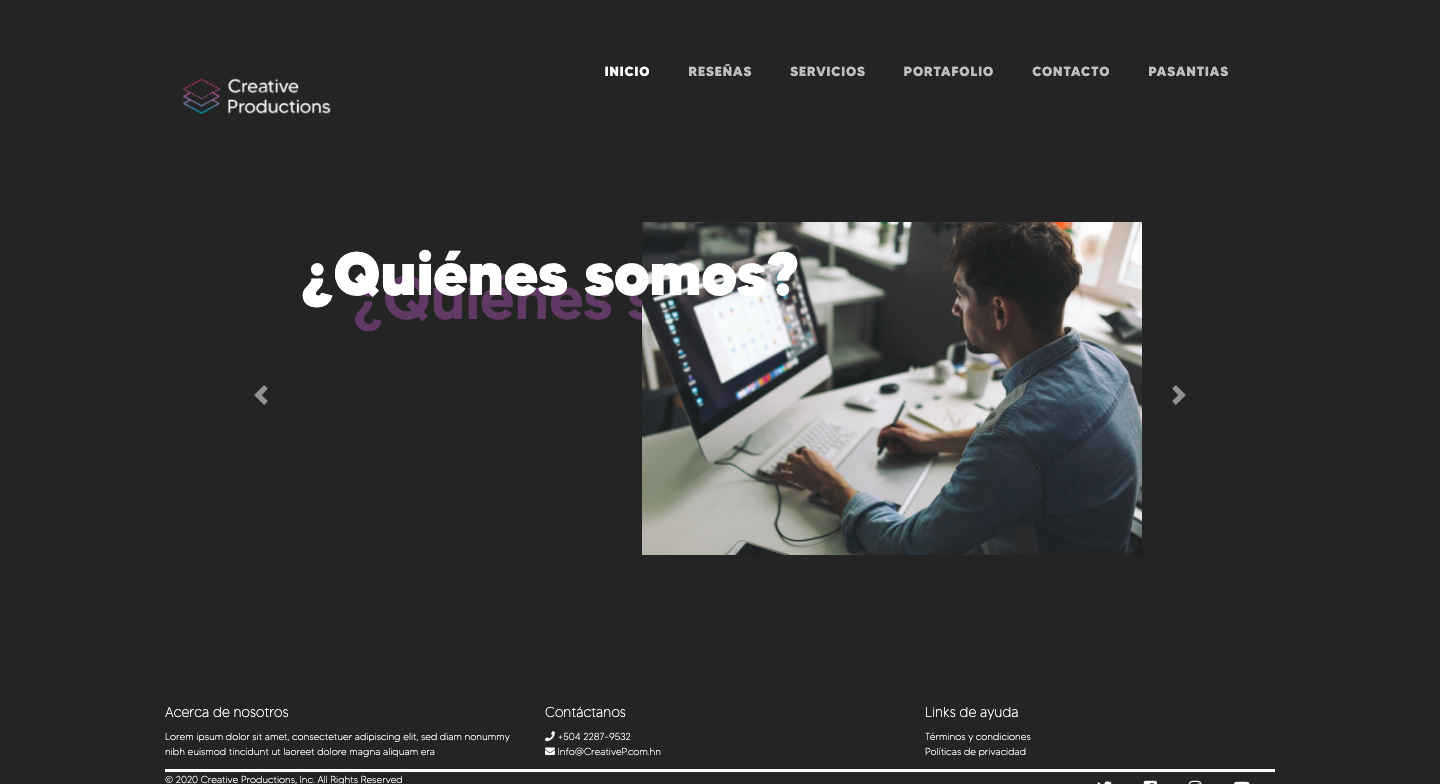 Creative
Productions
INICIO RESEÑAS SERVICIOS PORTAFOLIO CONTACTO PASANTIAS
¿Quiénes somos?
¿Quiénes s
Acerca de nosotros
Lorem ipsum dolor sit amet, consectetuer adipiscing elit, sed diam nonummy
nibh euismod tincidunt ut laoreet dolore magna aliquam era
Contáctanos
+504 2287-9532
Info@CreativeP.com.hn
Links de ayuda
Términos y condiciones
Políticas de privacidad
© 2020 Creative Productions, Inc. All Rights Reserved